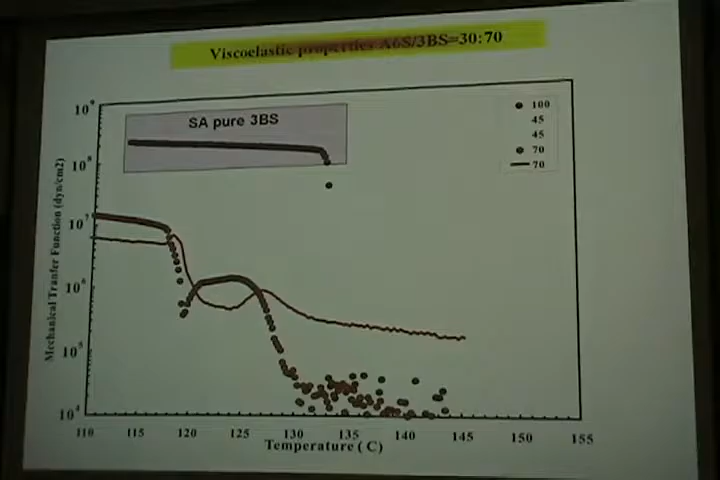 Viscoelastic properties A6S/3BS=30:70
10⁹
SA pure 3BS
100
45
45
70
70
10⁸
10⁷
10⁶
10⁵
10⁴
Mechanical Tranfer Function (dyn/cm2)
110 115 120 125 130 135 140 145 150 155
Temperature ( C)